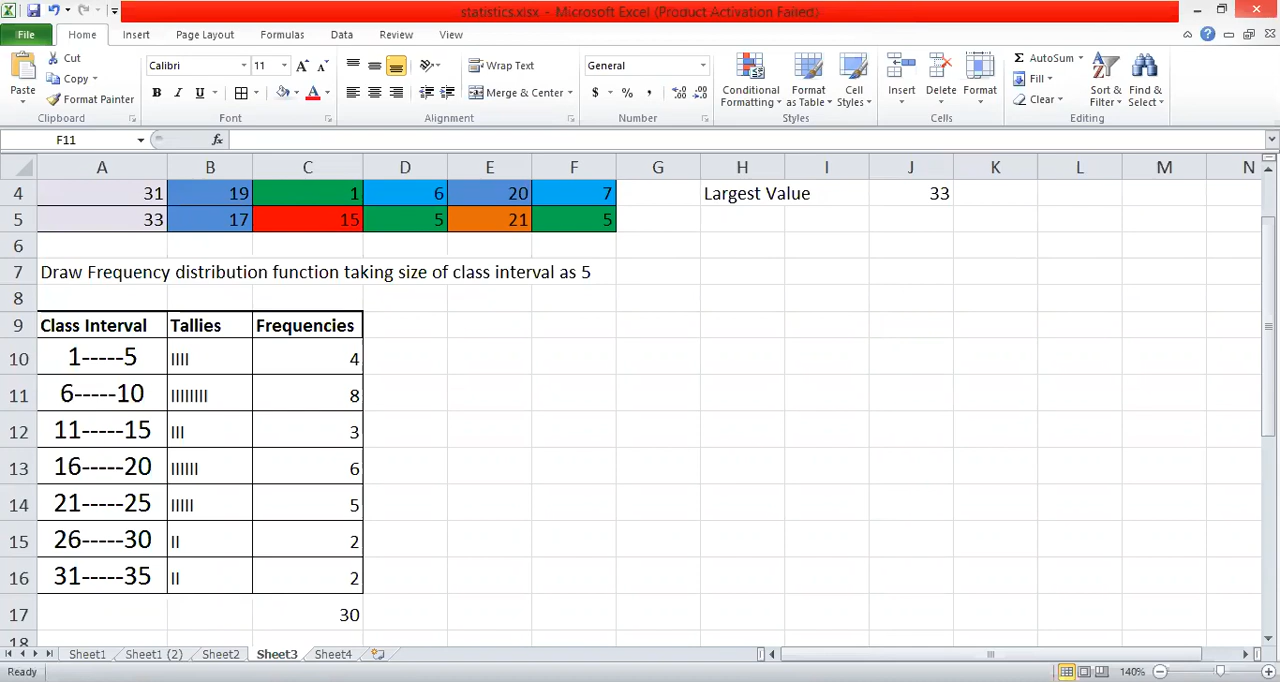 statistics.xlsx - Microsoft Excel (Product Activation Failed)
File Home Insert Page Layout Formulas Data Review View
Cut
Copy
Format Painter
Paste
Calibri 11
B I U
Wrap Text
Merge & Center
General
$ % ,
Conditional Formatting
Format as Table
Cell Styles
Insert Delete Format
Σ AutoSum
Fill
Clear
Sort & Filter
Find & Select
Clipboard Font Alignment Number Styles Cells Editing
F11 fx
A B C D E F G H I J K L M N
4 31 19 1 6 20 7 Largest Value 33
5 33 17 15 5 21 5
6
7 Draw Frequency distribution function taking size of class interval as 5
8
9 Class Interval Tallies Frequencies
10 1-----5 IIII 4
11 6-----10 IIIIIIII 8
12 11-----15 III 3
13 16-----20 IIIIII 6
14 21-----25 IIIII 5
15 26-----30 II 2
16 31-----35 II 2
17 30
18
Sheet1 Sheet1 (2) Sheet2 Sheet3 Sheet4
Ready 140%